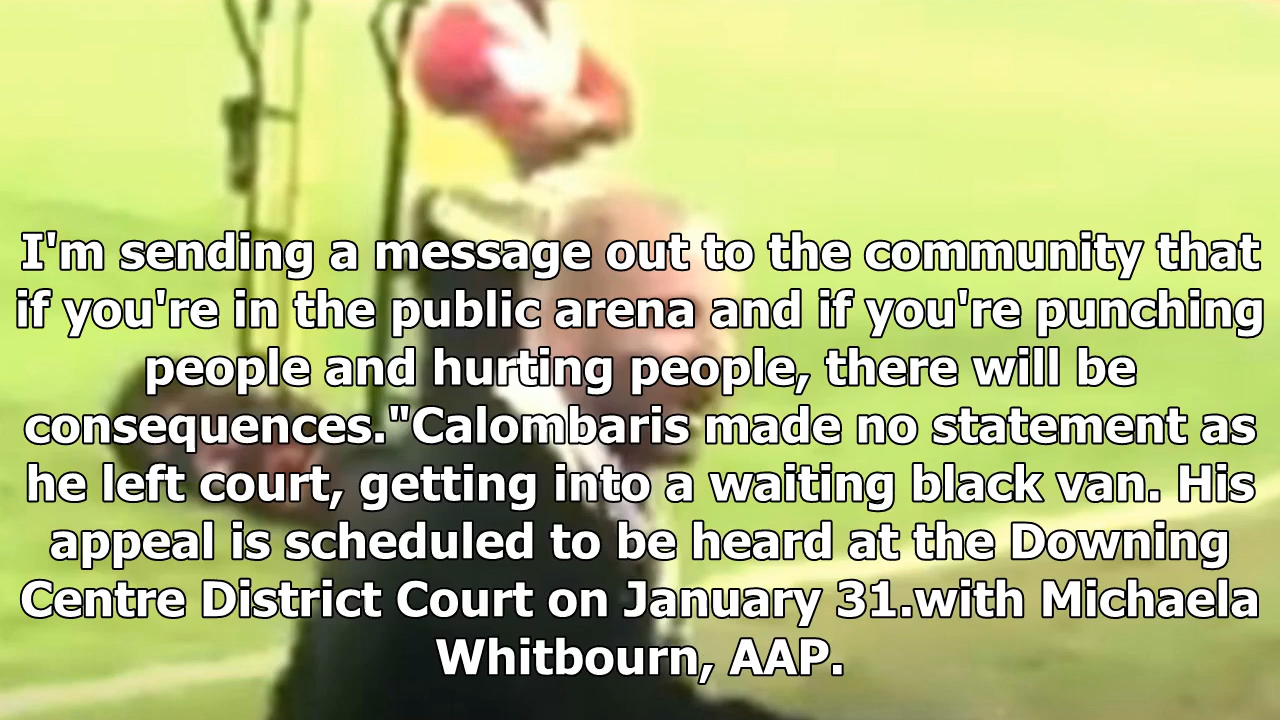 I'm sending a message out to the community that
if you're in the public arena and if you're punching
people and hurting people, there will be
consequences."Calombaris made no statement as
he left court, getting into a waiting black van. His
appeal is scheduled to be heard at the Downing
Centre District Court on January 31.with Michaela
Whitbourn, AAP.